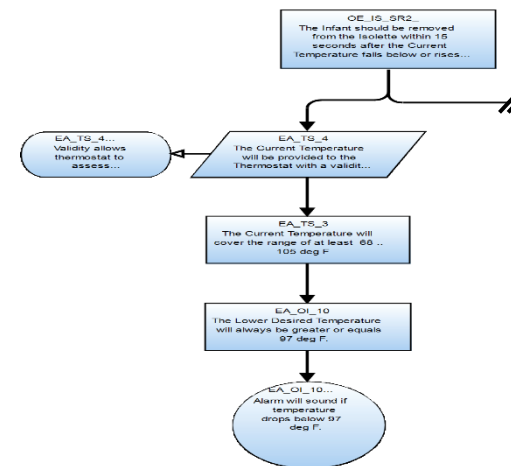 OE_IS_SR2_
The Infant should be removed
from the Isolette within 15
seconds after the Current
Temperature falls below or rises...
EA_TS_4...
Validity allows
thermostat to
assess...
EA_TS_4
The Current Temperature
will be provided to the
Thermostat with a validit...
EA_TS_3
The Current Temperature will
cover the range of at least 68 ..
105 deg F
EA_OI_10
The Lower Desired Temperature
will always be greater or equals
97 deg F.
EA_OI_10...
Alarm will sound if
temperature
drops below 97
deg F.